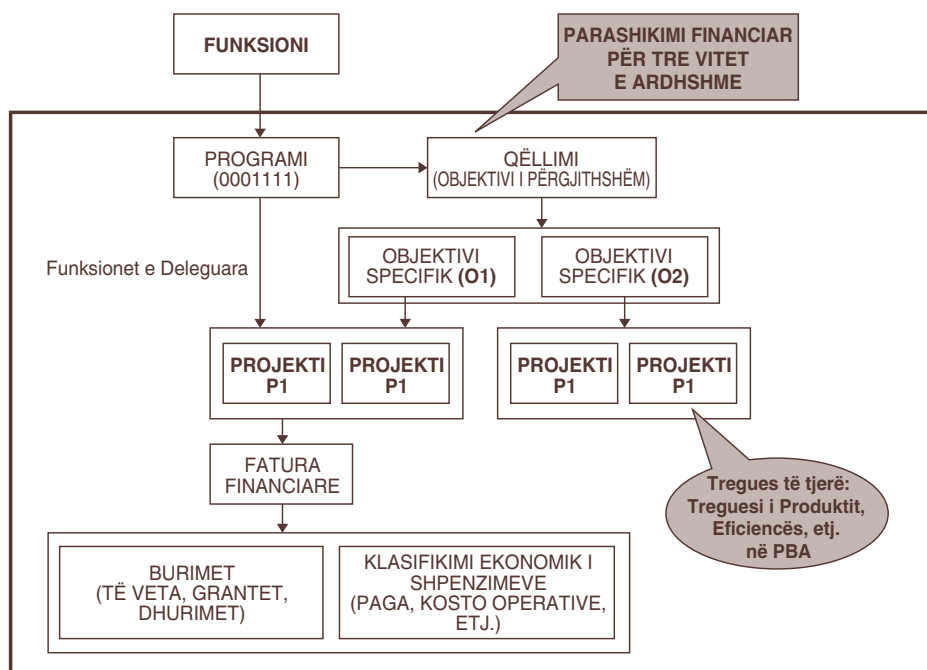 FUNKSIONI
PARASHIKIMI FINANCIAR
PËR TRE VITET
E ARDHSHME
PROGRAMI
(0001111)
QËLLIMI
(OBJEKTIVI I PËRGJITHSHËM)
Funksionet e Deleguara
OBJEKTIVI
SPECIFIK (O1)
OBJEKTIVI
SPECIFIK (O2)
PROJEKTI
P1
PROJEKTI
P1
PROJEKTI
P1
PROJEKTI
P1
FATURA
FINANCIARE
Tregues të tjerë:
Treguesi i Produktit,
Eficiencës, etj.
në PBA
BURIMET
(TË VETA, GRANTET,
DHURIMET)
KLASIFIKIMI EKONOMIK I
SHPENZIMEVE
(PAGA, KOSTO OPERATIVE,
ETJ.)